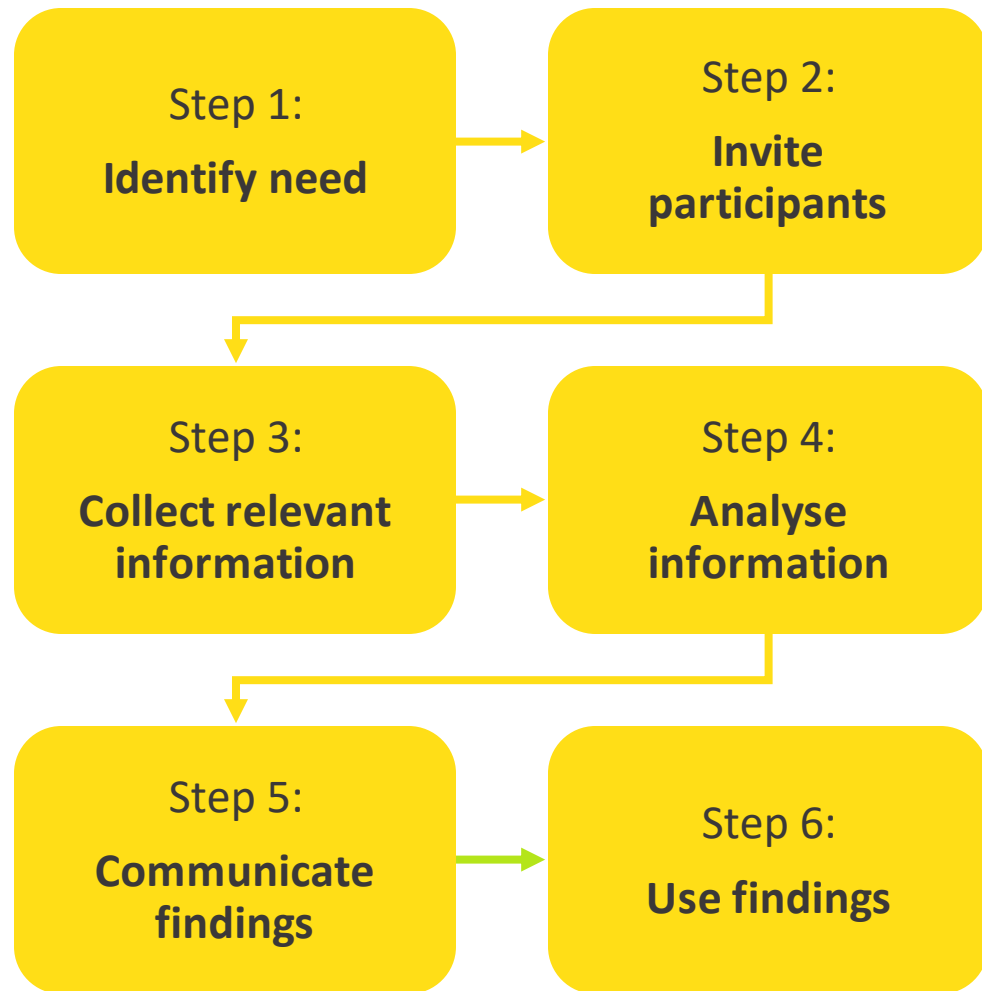 Step 1:
Identify need
Step 2:
Invite
participants
Step 3:
Collect relevant
information
Step 4:
Analyse
information
Step 5:
Communicate
findings
Step 6:
Use findings